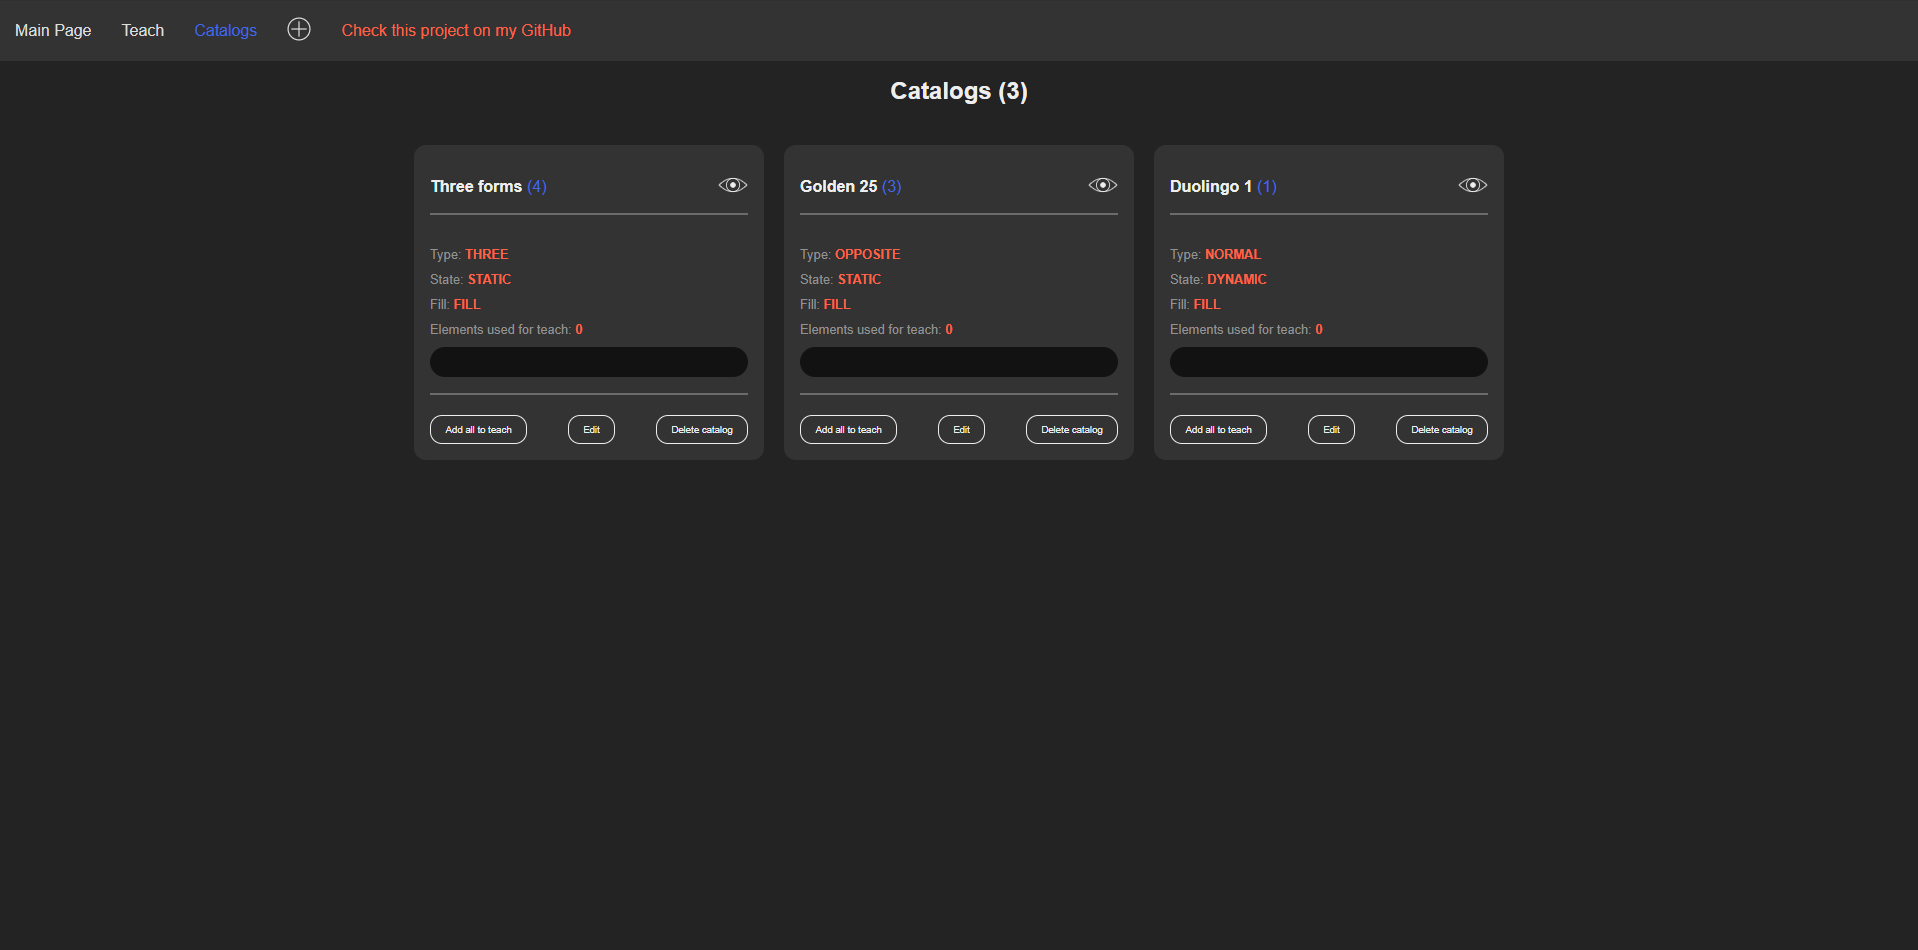 Main Page Teach Catalogs Check this project on my GitHub
Catalogs (3)
Three forms (4)
Type: THREE
State: STATIC
Fill: FILL
Elements used for teach: 0
Add all to teach Edit Delete catalog
Golden 25 (3)
Type: OPPOSITE
State: STATIC
Fill: FILL
Elements used for teach: 0
Add all to teach Edit Delete catalog
Duolingo 1 (1)
Type: NORMAL
State: DYNAMIC
Fill: FILL
Elements used for teach: 0
Add all to teach Edit Delete catalog